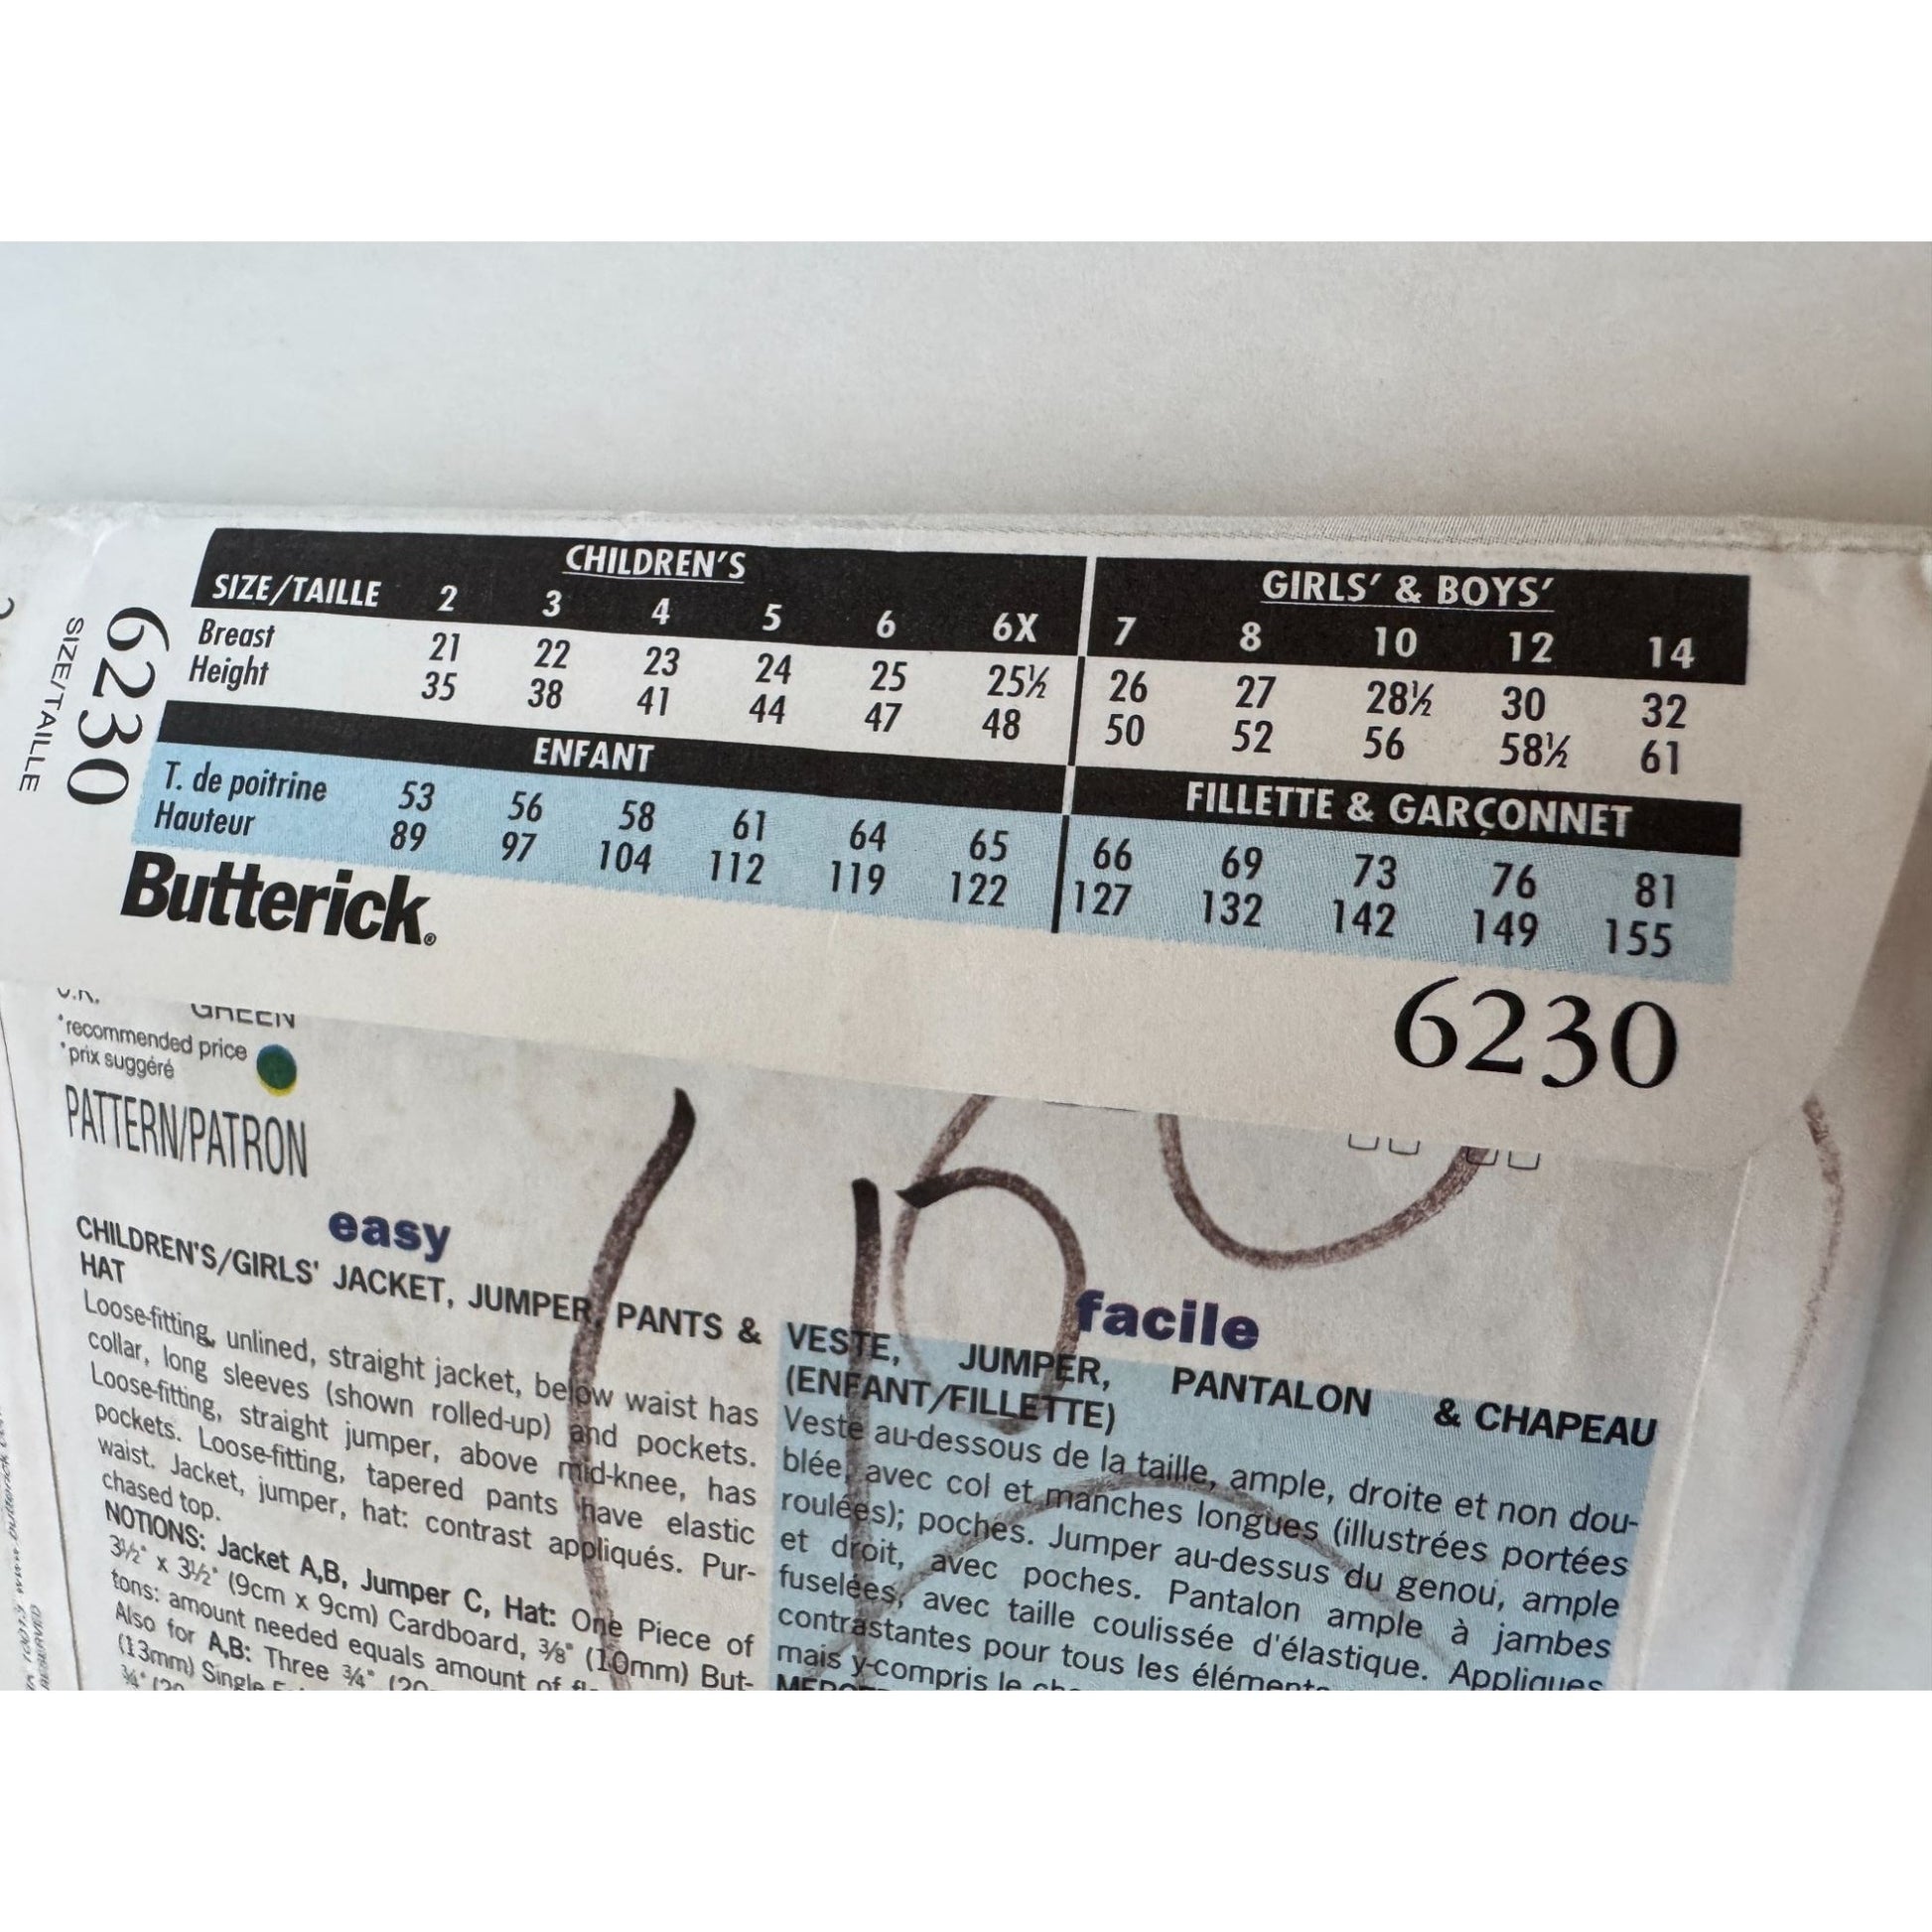 CHILDREN'S GIRLS' & BOYS'
SIZE/TAILLE 2 3 4 5 6 6X 7 8 10 12 14
Breast 21 22 23 24 25 25½ 26 27 28½ 30 32
Height 35 38 41 44 47 48 50 52 56 58½ 61
ENFANT FILLETTE & GARÇONNET
T. de poitrine 53 56 58 61 64 65 66 69 73 76 81
Hauteur 89 97 104 112 119 122 127 132 142 149 155
6230
SIZE/TAILLE
Butterick®
6230
U.K. GREEN
*recommended price
*prix suggéré
PATTERN/PATRON
easy
CHILDREN'S/GIRLS' JACKET, JUMPER, PANTS &
HAT
Loose-fitting, unlined, straight jacket, below waist has
collar, long sleeves (shown rolled-up) and pockets.
Loose-fitting, straight jumper, above mid-knee, has
pockets. Loose-fitting, tapered pants have elastic
waist. Jacket, jumper, hat: contrast appliqués. Pur-
chased top.
NOTIONS: Jacket A,B, Jumper C, Hat: One Piece of
3½" x 3½" (9cm x 9cm) Cardboard, ⅜" (10mm) But-
tons: amount needed equals amount of
Also for A,B: Three ¾" (20
(13mm) Single
¾" (20
facile
VESTE, JUMPER, PANTALON & CHAPEAU
(ENFANT/FILLETTE)
Veste au-dessous de la taille, ample, droite et non dou-
blée, avec col et manches longues (illustrées portées
roulées); poches. Jumper au-dessus du genou, ample
et droit, avec poches. Pantalon ample à jambes
fuselées, avec taille coulissée d'élastique. Appliques
contrastantes pour tous les éléments
mais y-compris le